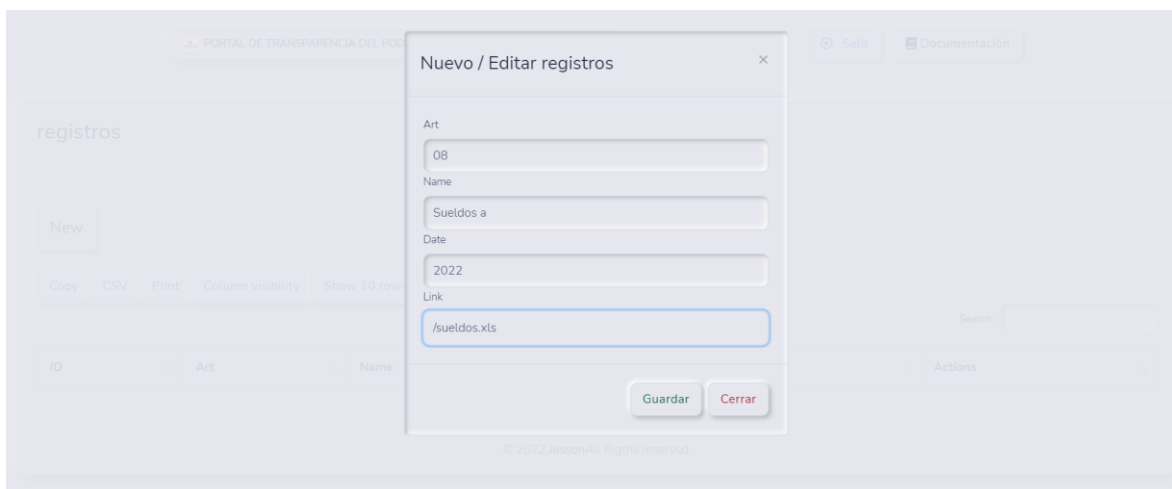 PORTAL DE TRANSPARENCIA DEL POD
Salir
Documentación
Nuevo / Editar registros
×
registros
Art
08
Name
Sueldos a
New
Date
2022
Copy CSV Print Column visibility Show 10 rows
Link
/sueldos.xls
Search:
ID Art Name Actions
Guardar Cerrar
© 2022 JassonAll Rigths reserved